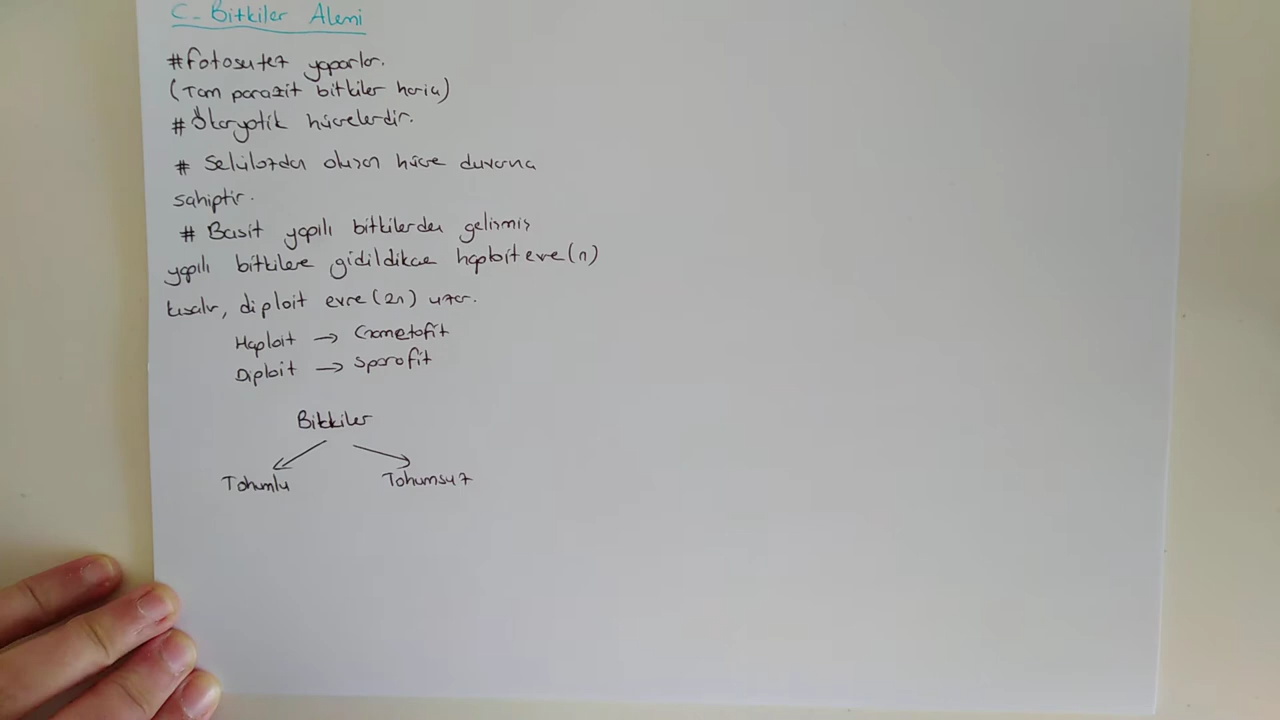 C- Bitkiler Alemi
# Fotosentez yaparlar.
(Tam parazit bitkiler hariç)
# Ökaryotik hücrelerdir.
# Selülozdan oluşan hücre duvarına
sahiptir.
# Basit yapılı bitkilerden gelişmiş
yapılı bitkilere gidildikçe haploit evre (n)
kısalır, diploit evre (2n) uzar.
Haploit → Gametofit
Diploit → Sporofit
Bitkiler
Tohumlu Tohumsuz